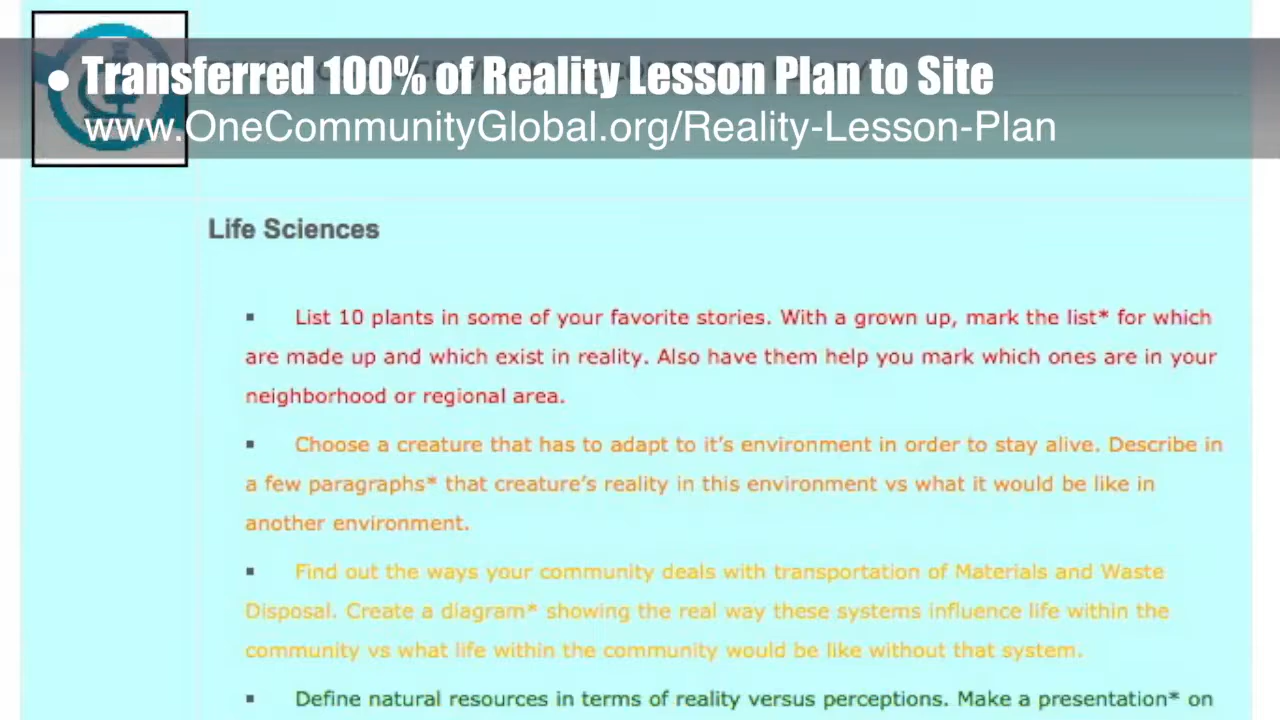 • Transferred 100% of Reality Lesson Plan to Site
www.OneCommunityGlobal.org/Reality-Lesson-Plan
Life Sciences
▪ List 10 plants in some of your favorite stories. With a grown up, mark the list* for which
are made up and which exist in reality. Also have them help you mark which ones are in your
neighborhood or regional area.
▪ Choose a creature that has to adapt to it’s environment in order to stay alive. Describe in
a few paragraphs* that creature’s reality in this environment vs what it would be like in
another environment.
▪ Find out the ways your community deals with transportation of Materials and Waste
Disposal. Create a diagram* showing the real way these systems influence life within the
community vs what life within the community would be like without that system.
▪ Define natural resources in terms of reality versus perceptions. Make a presentation* on